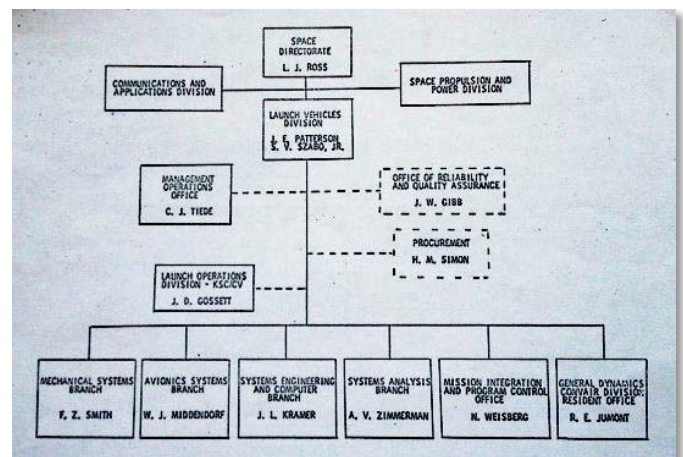 SPACE
DIRECTORATE
L. J. ROSS
COMMUNICATIONS AND
APPLICATIONS DIVISION
SPACE PROPULSION AND
POWER DIVISION
LAUNCH VEHICLES
DIVISION
J. E. PATTERSON
S. V. SZABO, JR.
MANAGEMENT
OPERATIONS
OFFICE
C. J. TIEDE
OFFICE OF RELIABILITY
AND QUALITY ASSURANCE
J. W. GIBB
PROCUREMENT
H. M. SIMON
LAUNCH OPERATIONS
DIVISION - KSC/CV
J. D. GOSSETT
MECHANICAL SYSTEMS
BRANCH
F. Z. SMITH
AVIONICS SYSTEMS
BRANCH
W. J. MIDDENDORF
SYSTEMS ENGINEERING
AND COMPUTER
BRANCH
J. L. KRAMER
SYSTEMS ANALYSIS
BRANCH
A. V. ZIMMERMAN
MISSION INTEGRATION
AND PROGRAM CONTROL
OFFICE
N. WEISBERG
GENERAL DYNAMICS
CONVAIR DIVISION
RESIDENT OFFICE
R. E. JUMONT